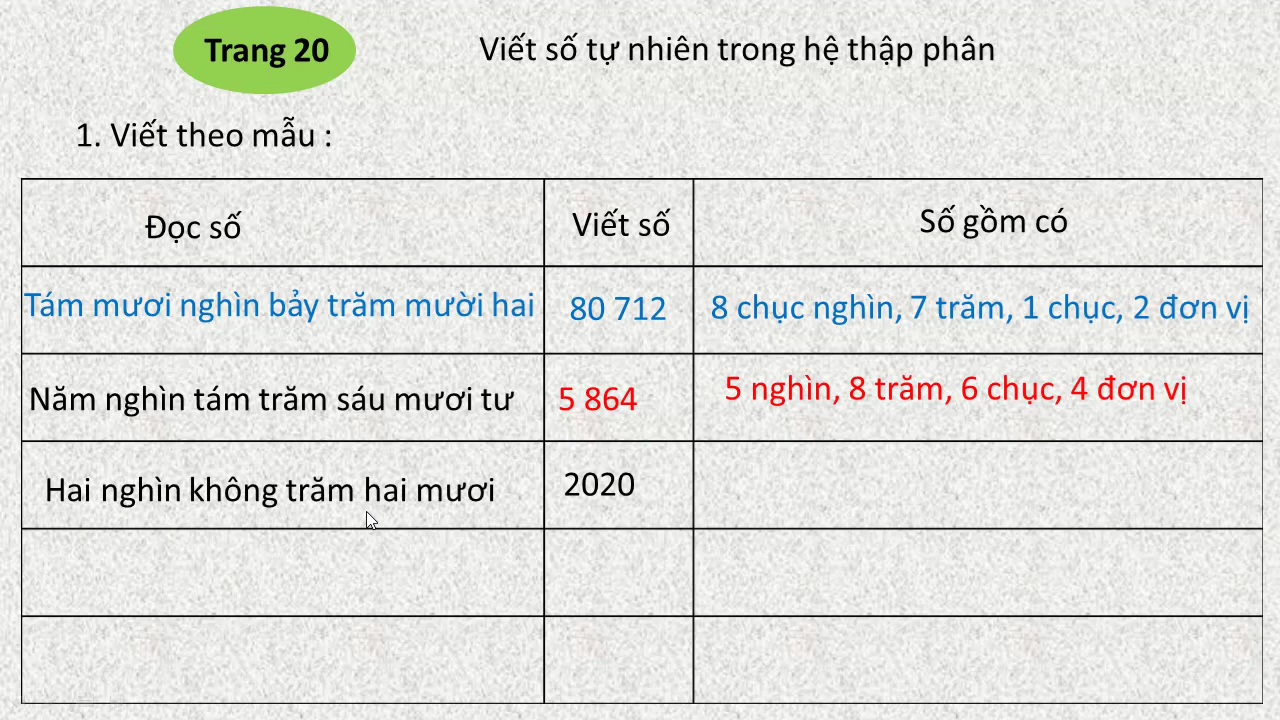 Trang 20
Viết số tự nhiên trong hệ thập phân
1. Viết theo mẫu :
Đọc số
Viết số
Số gồm có
Tám mươi nghìn bảy trăm mười hai
80 712
8 chục nghìn, 7 trăm, 1 chục, 2 đơn vị
Năm nghìn tám trăm sáu mươi tư
5 864
5 nghìn, 8 trăm, 6 chục, 4 đơn vị
Hai nghìn không trăm hai mươi
2020